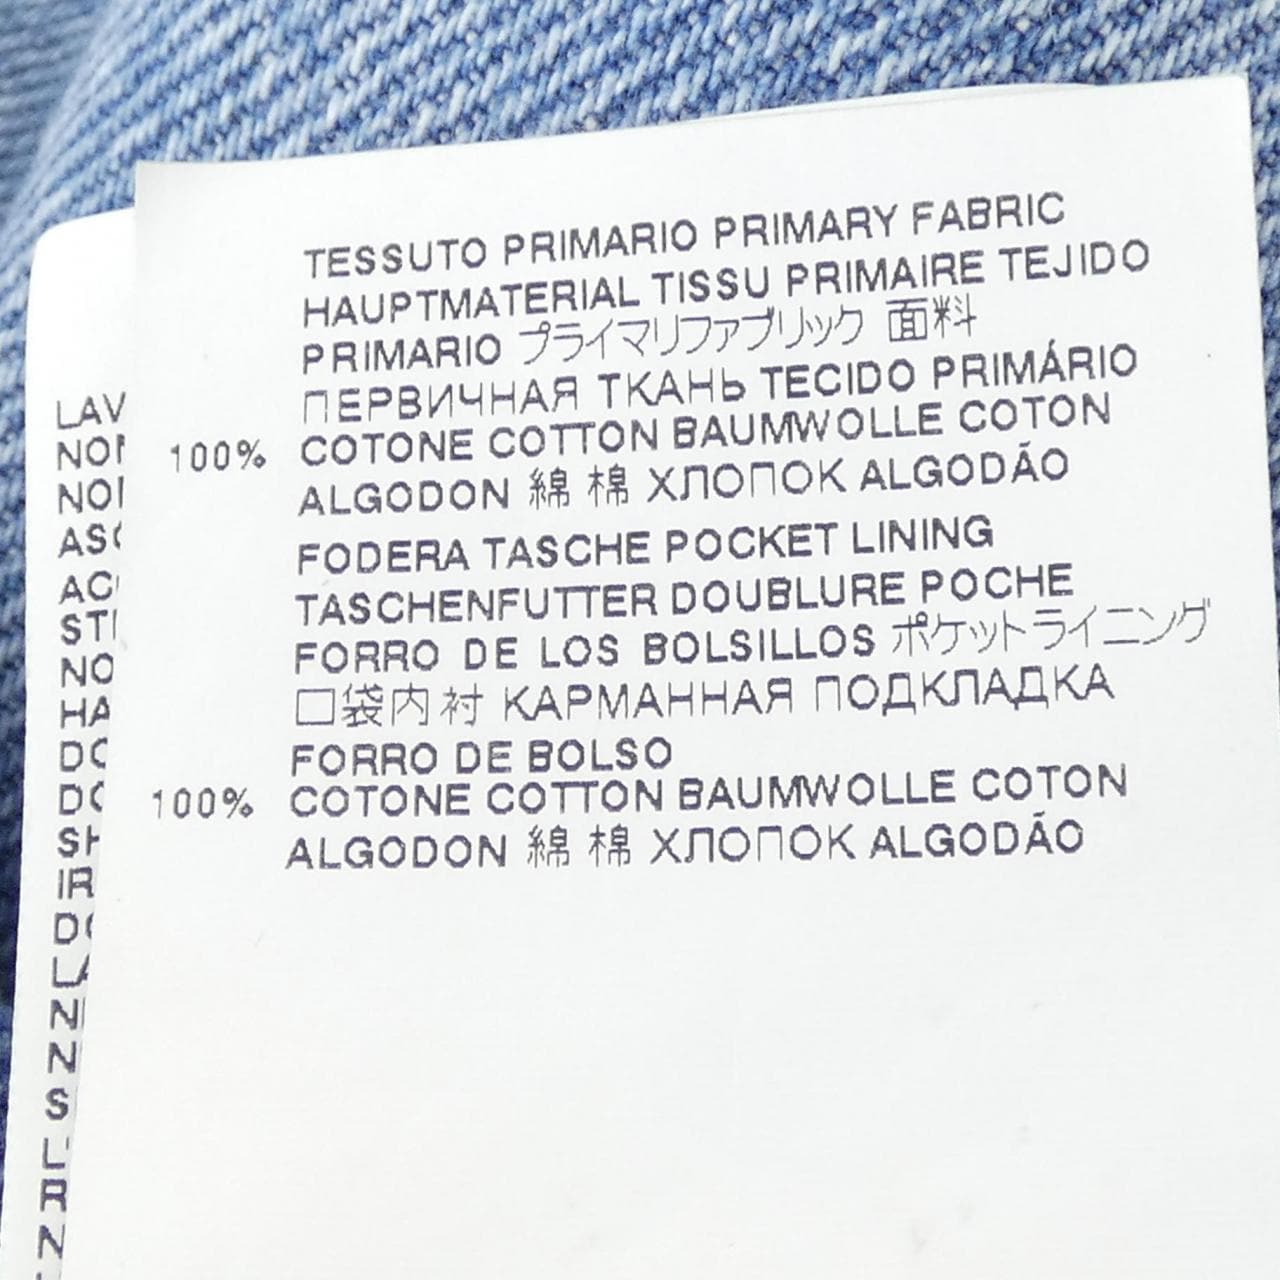 TESSUTO PRIMARIO PRIMARY FABRIC
HAUPTMATERIAL TISSU PRIMAIRE TEJIDO
PRIMARIO プライマリファブリック 面料
ПЕРВИЧНАЯ ТКАНЬ TECIDO PRIMÁRIO
100% COTONE COTTON BAUMWOLLE COTON
ALGODON 綿 棉 ХЛОПОК ALGODÃO
FODERA TASCHE POCKET LINING
TASCHENFUTTER DOUBLURE POCHE
FORRO DE LOS BOLSILLOS ポケットライニング
口袋内衬 КАРМАННАЯ ПОДКЛАДКА
FORRO DE BOLSO
100% COTONE COTTON BAUMWOLLE COTON
ALGODON 綿 棉 ХЛОПОК ALGODÃO